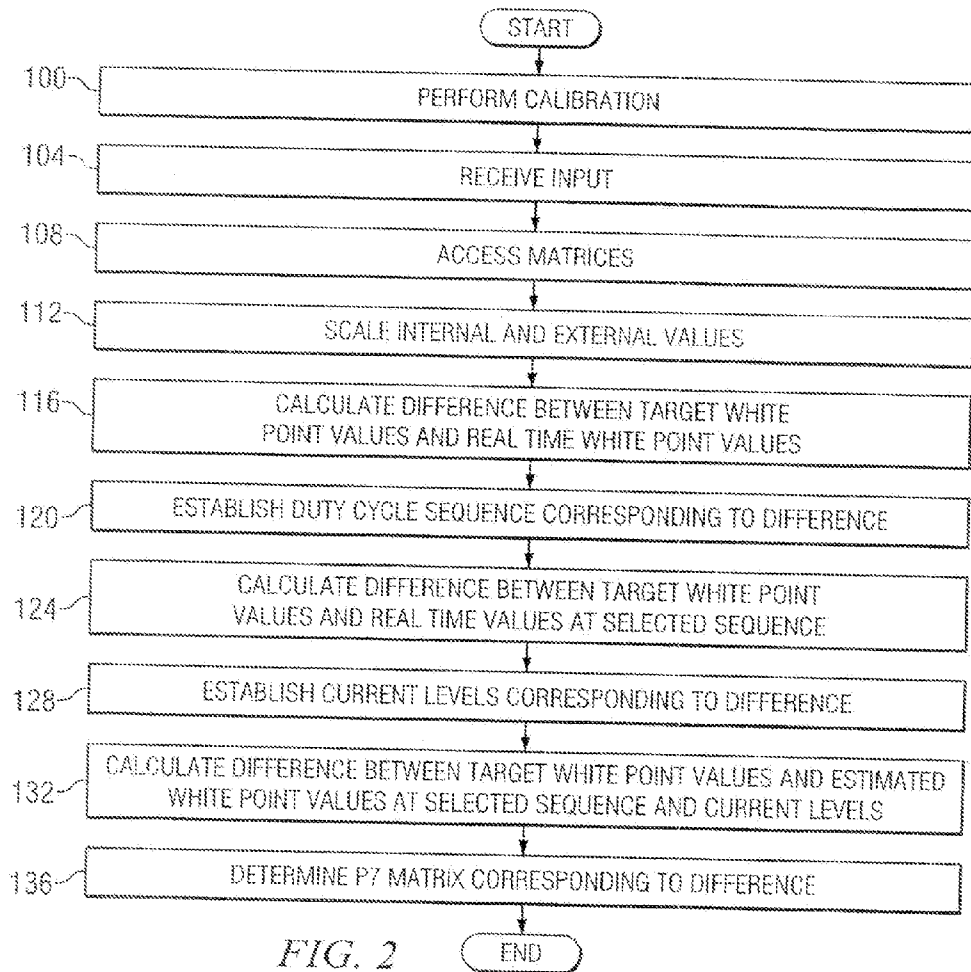 START
100
PERFORM CALIBRATION
104
RECEIVE INPUT
108
ACCESS MATRICES
112
SCALE INTERNAL AND EXTERNAL VALUES
116
CALCULATE DIFFERENCE BETWEEN TARGET WHITE
POINT VALUES AND REAL TIME WHITE POINT VALUES
120
ESTABLISH DUTY CYCLE SEQUENCE CORRESPONDING TO DIFFERENCE
124
CALCULATE DIFFERENCE BETWEEN TARGET WHITE POINT
VALUES AND REAL TIME VALUES AT SELECTED SEQUENCE
128
ESTABLISH CURRENT LEVELS CORRESPONDING TO DIFFERENCE
132
CALCULATE DIFFERENCE BETWEEN TARGET WHITE POINT VALUES AND ESTIMATED
WHITE POINT VALUES AT SELECTED SEQUENCE AND CURRENT LEVELS
136
DETERMINE P7 MATRIX CORRESPONDING TO DIFFERENCE
FIG. 2
END